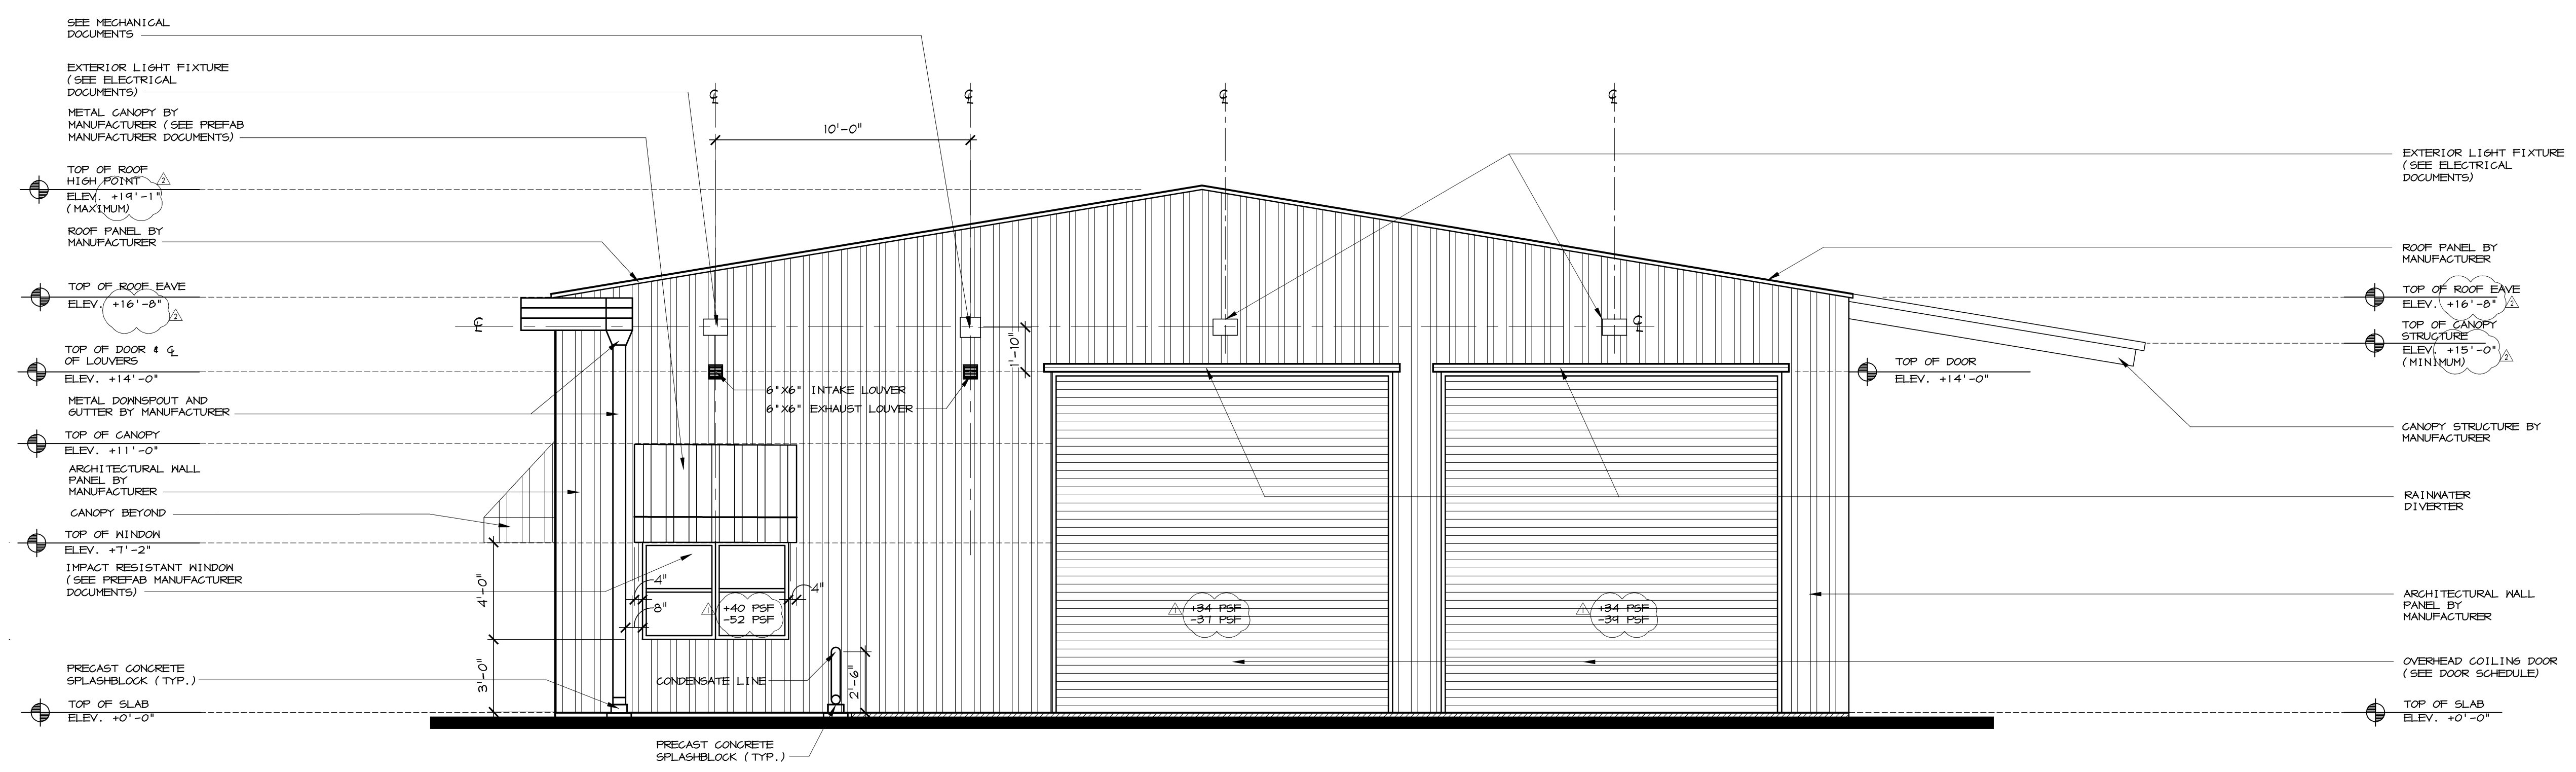 SEE MECHANICAL
DOCUMENTS
EXTERIOR LIGHT FIXTURE
(SEE ELECTRICAL
DOCUMENTS)
METAL CANOPY BY
MANUFACTURER (SEE PREFAB
MANUFACTURER DOCUMENTS)
TOP OF ROOF
HIGH POINT
2
ELEV. +19'-1"
(MAXIMUM)
ROOF PANEL BY
MANUFACTURER
TOP OF ROOF EAVE
ELEV. +16'-8"
2
TOP OF DOOR & ℄
OF LOUVERS
ELEV. +14'-0"
METAL DOWNSPOUT AND
GUTTER BY MANUFACTURER
TOP OF CANOPY
ELEV. +11'-0"
ARCHITECTURAL WALL
PANEL BY
MANUFACTURER
CANOPY BEYOND
TOP OF WINDOW
ELEV. +7'-2"
IMPACT RESISTANT WINDOW
(SEE PREFAB MANUFACTURER
DOCUMENTS)
PRECAST CONCRETE
SPLASHBLOCK (TYP.)
TOP OF SLAB
ELEV. +0'-0"
℄
℄
℄
℄
10'-0"
℄
℄
1'-10"
6"X6" INTAKE LOUVER
6"X6" EXHAUST LOUVER
4'-0"
3'-0"
4"
4"
8"
1
+40 PSF
-52 PSF
1
+34 PSF
-37 PSF
1
+34 PSF
-39 PSF
CONDENSATE LINE
2'-6"
PRECAST CONCRETE
SPLASHBLOCK (TYP.)
TOP OF DOOR
ELEV. +14'-0"
EXTERIOR LIGHT FIXTURE
(SEE ELECTRICAL
DOCUMENTS)
ROOF PANEL BY
MANUFACTURER
TOP OF ROOF EAVE
ELEV. +16'-8"
2
TOP OF CANOPY
STRUCTURE
ELEV. +15'-0"
2
(MINIMUM)
CANOPY STRUCTURE BY
MANUFACTURER
RAINWATER
DIVERTER
ARCHITECTURAL WALL
PANEL BY
MANUFACTURER
OVERHEAD COILING DOOR
(SEE DOOR SCHEDULE)
TOP OF SLAB
ELEV. +0'-0"